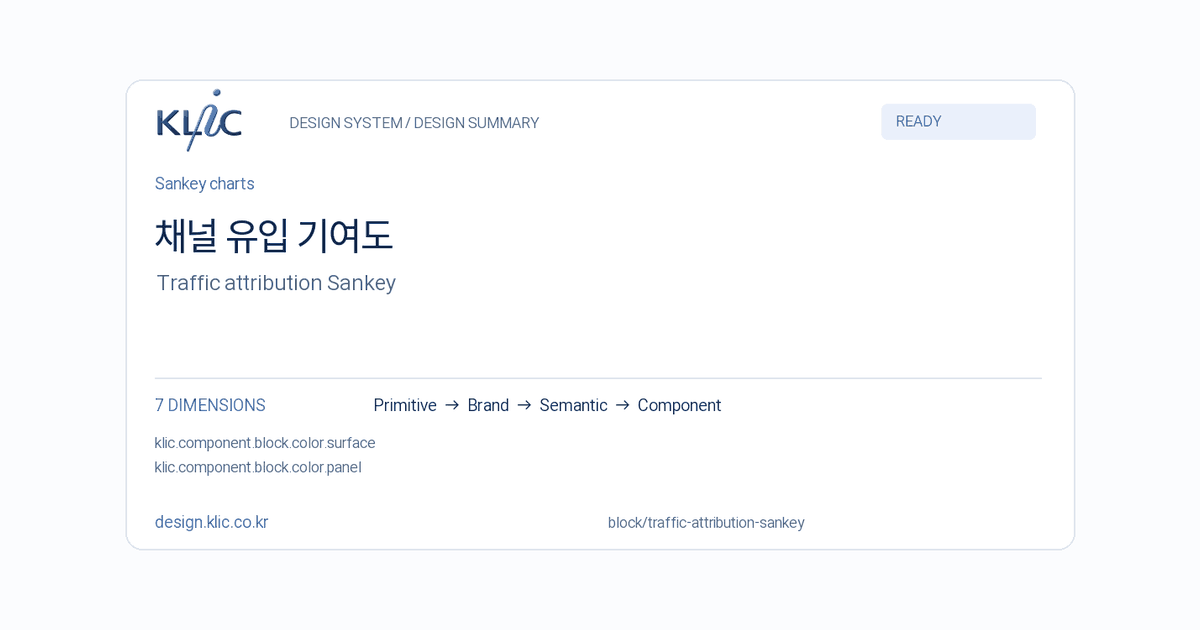 KLiC
DESIGN SYSTEM / DESIGN SUMMARY
READY
Sankey charts
채널 유입 기여도
Traffic attribution Sankey
7 DIMENSIONS
Primitive → Brand → Semantic → Component
klic.component.block.color.surface
klic.component.block.color.panel
design.klic.co.kr
block/traffic-attribution-sankey